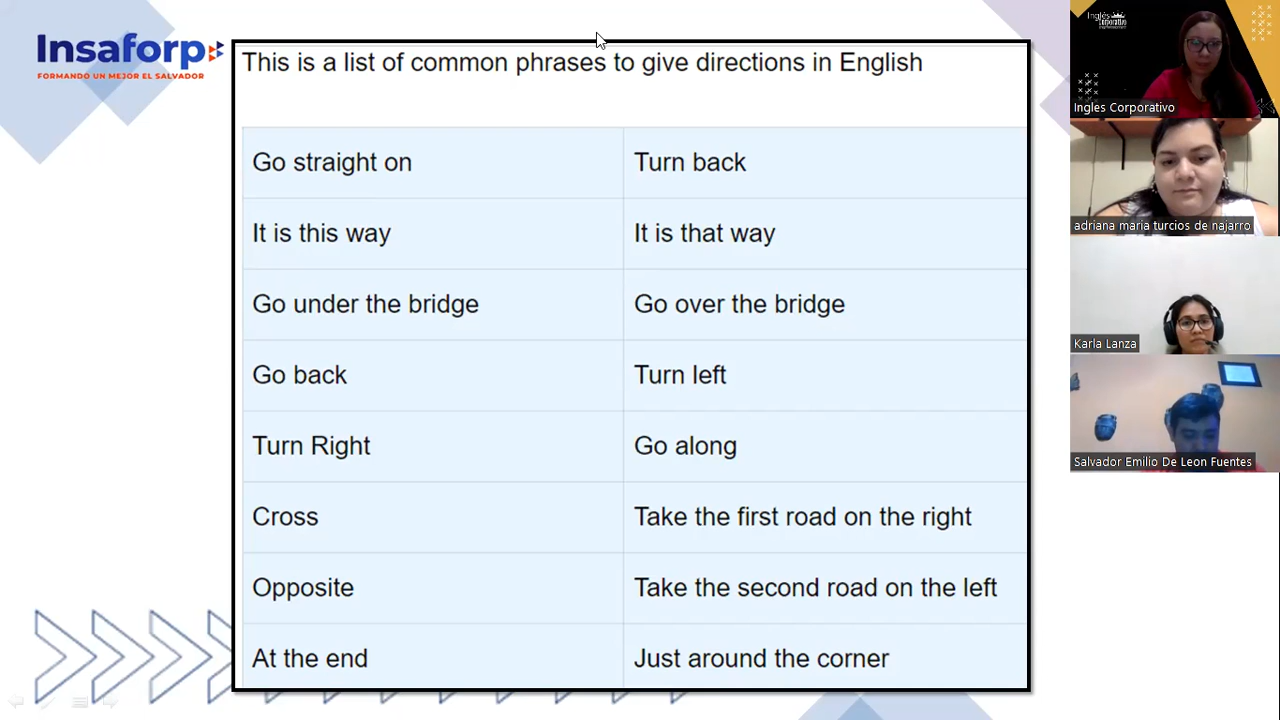 Insaforp
FORMANDO UN MEJOR EL SALVADOR
This is a list of common phrases to give directions in English
Go straight on
Turn back
It is this way
It is that way
Go under the bridge
Go over the bridge
Go back
Turn left
Turn Right
Go along
Cross
Take the first road on the right
Opposite
Take the second road on the left
At the end
Just around the corner
Inglés
Corporativo
Ingles Corporativo
adriana maria turcios de najarro
Karla Lanza
Salvador Emilio De Leon Fuentes